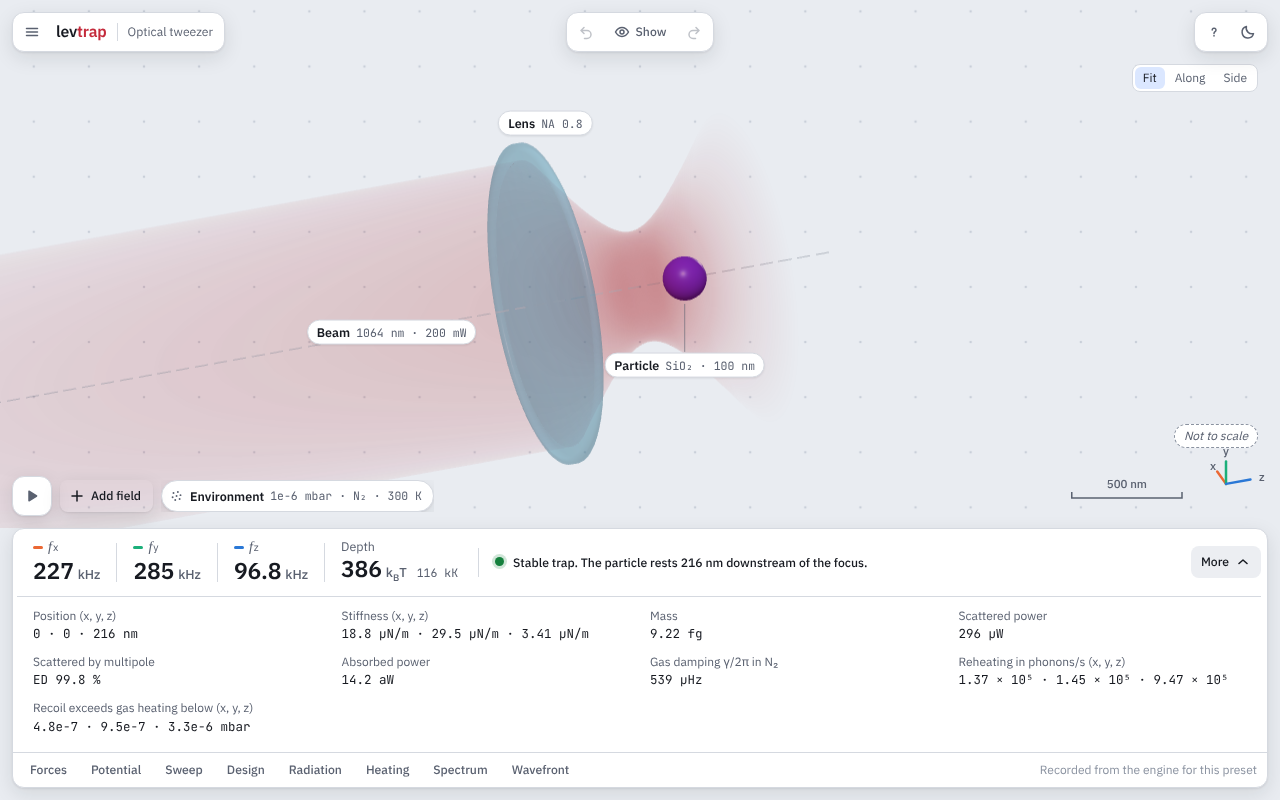 levtrap Optical tweezer
Show
?
Fit Along Side
Lens NA 0.8
Beam 1064 nm · 200 mW
Particle SiO₂ · 100 nm
Not to scale
y
x
z
500 nm
Add field
Environment 1e-6 mbar · N₂ · 300 K
fx
227 kHz
fy
285 kHz
fz
96.8 kHz
Depth
386 kBT 116 kK
Stable trap. The particle rests 216 nm downstream of the focus.
More
Position (x, y, z)
0 · 0 · 216 nm
Stiffness (x, y, z)
18.8 µN/m · 29.5 µN/m · 3.41 µN/m
Mass
9.22 fg
Scattered power
296 µW
Scattered by multipole
ED 99.8 %
Absorbed power
14.2 aW
Gas damping γ/2π in N₂
539 µHz
Reheating in phonons/s (x, y, z)
1.37 × 10⁵ · 1.45 × 10⁵ · 9.47 × 10⁵
Recoil exceeds gas heating below (x, y, z)
4.8e-7 · 9.5e-7 · 3.3e-6 mbar
Forces Potential Sweep Design Radiation Heating Spectrum Wavefront
Recorded from the engine for this preset